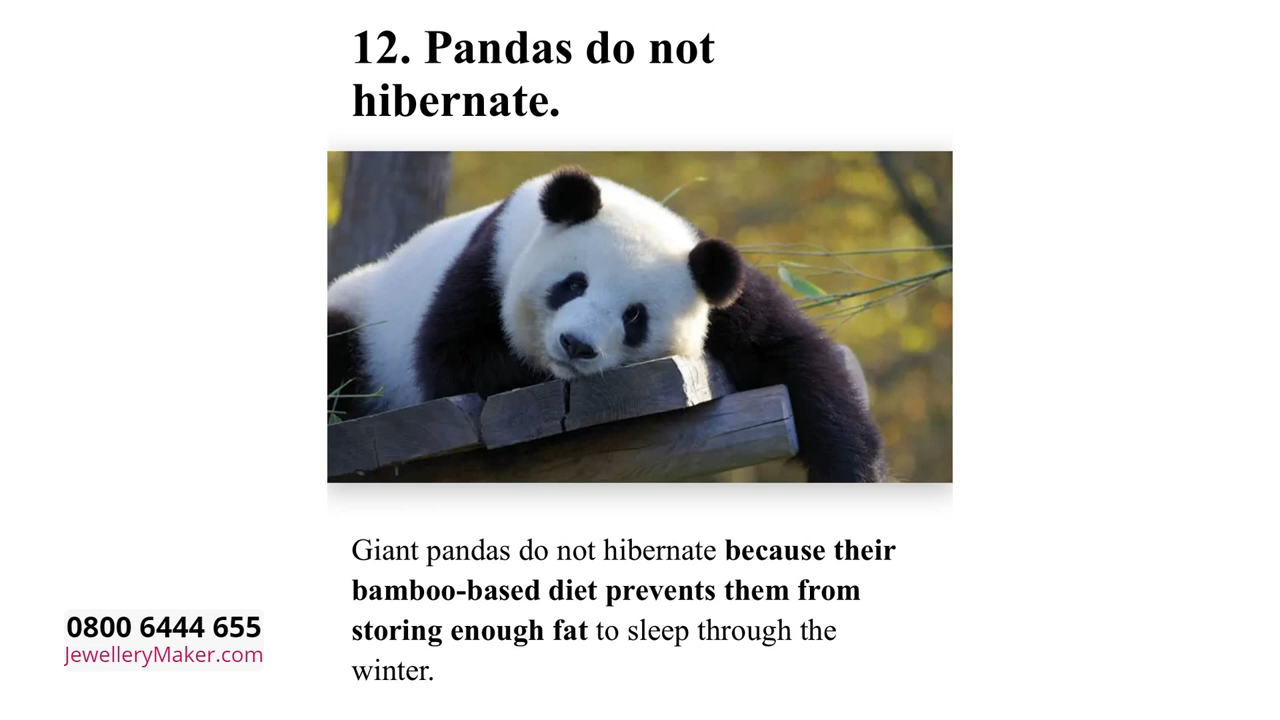 12. Pandas do not
hibernate.
Giant pandas do not hibernate because their
bamboo-based diet prevents them from
storing enough fat to sleep through the
winter.
0800 6444 655
JewelleryMaker.com